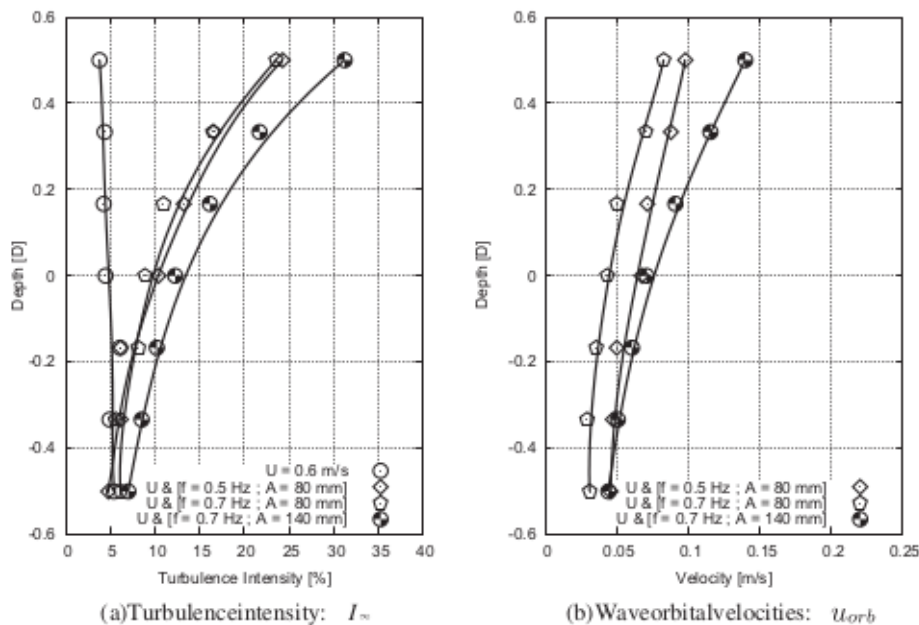 0.6
0.4
0.2
0
-0.2
-0.4
-0.6
Depth [D]
U = 0.6 m/s
U & [f = 0.5 Hz ; A = 80 mm]
U & [f = 0.7 Hz ; A = 80 mm]
U & [f = 0.7 Hz ; A = 140 mm]
0 5 10 15 20 25 30 35 40
Turbulence Intensity [%]
(a)Turbulenceintensity: I∞
0.6
0.4
0.2
0
-0.2
-0.4
-0.6
Depth [D]
U & [f = 0.5 Hz ; A = 80 mm]
U & [f = 0.7 Hz ; A = 80 mm]
U & [f = 0.7 Hz ; A = 140 mm]
0 0.05 0.1 0.15 0.2 0.25
Velocity [m/s]
(b)Waveorbitalvelocities: uorb